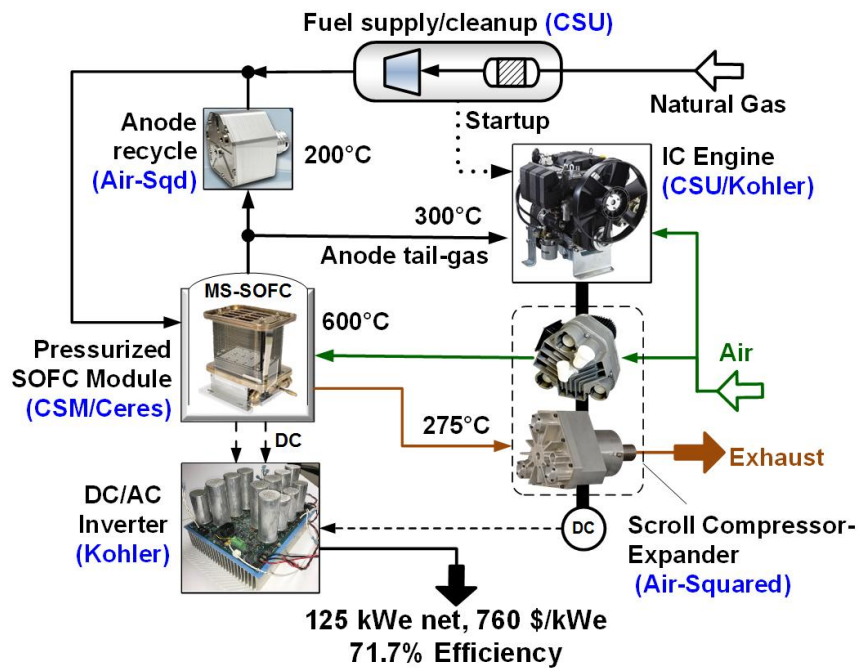 Fuel supply/cleanup (CSU)
Natural Gas
Startup
Anode
recycle
(Air-Sqd)
200°C
IC Engine
(CSU/Kohler)
300°C
Anode tail-gas
MS-SOFC
600°C
Pressurized
SOFC Module
(CSM/Ceres)
Air
275°C
Exhaust
DC
DC/AC
Inverter
(Kohler)
DC
Scroll Compressor-
Expander
(Air-Squared)
125 kWe net, 760 $/kWe
71.7% Efficiency